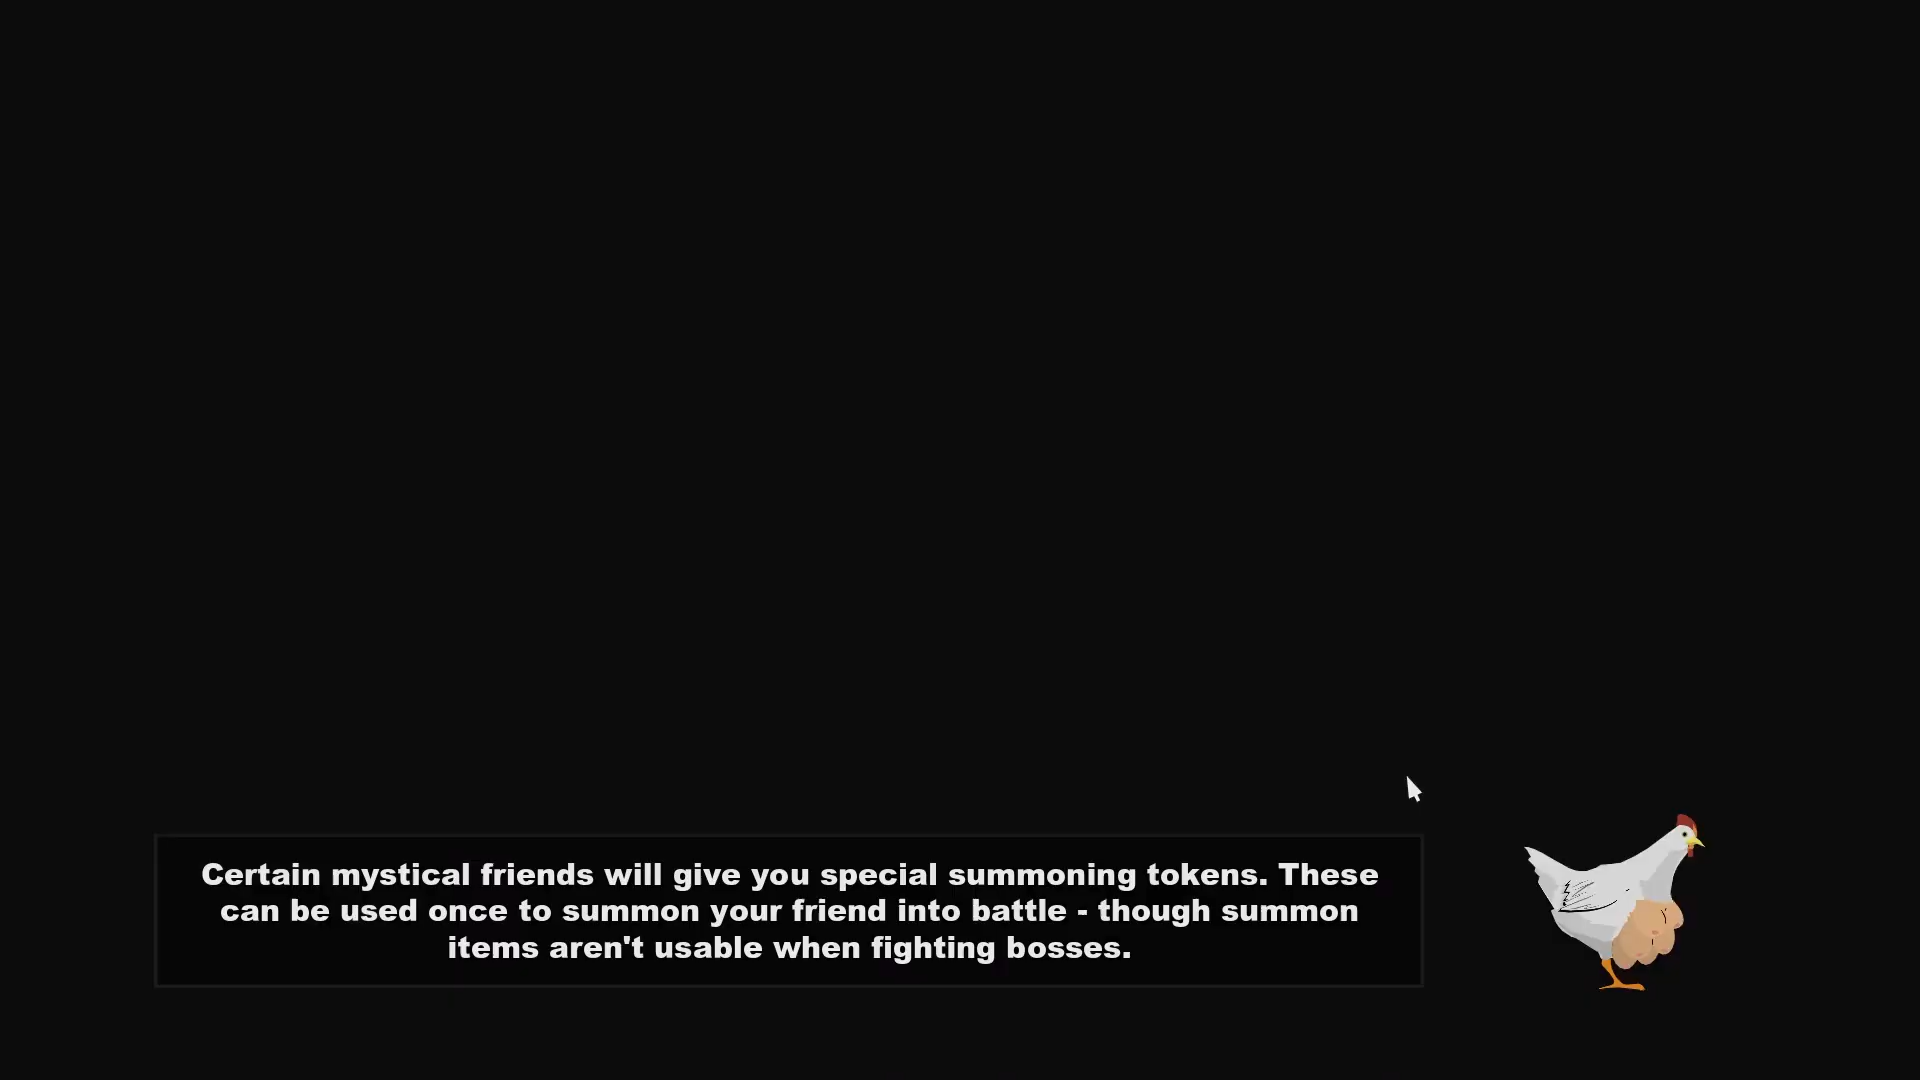 Certain mystical friends will give you special summoning tokens. These
can be used once to summon your friend into battle - though summon
items aren't usable when fighting bosses.